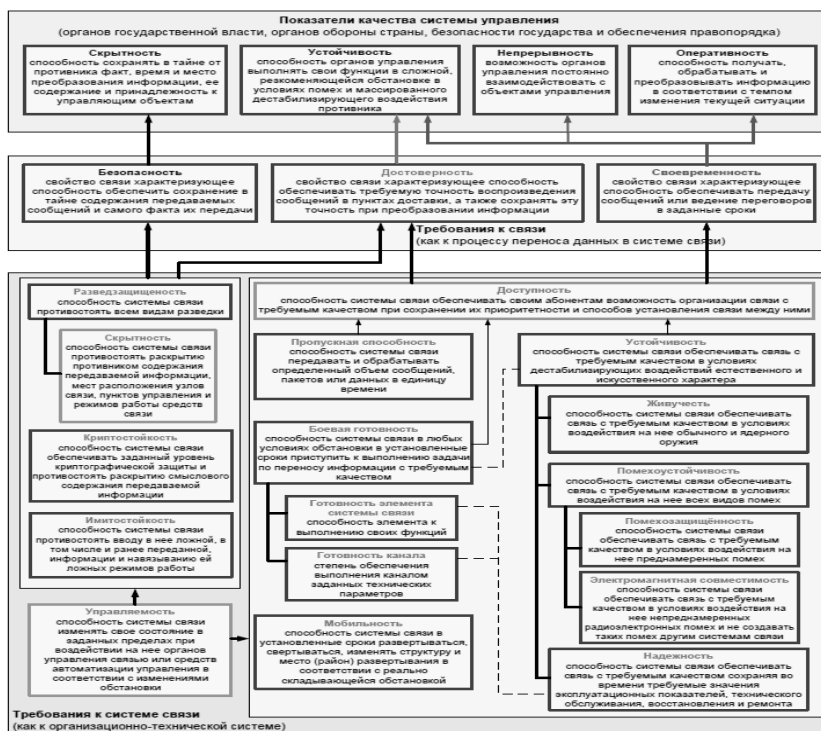 Показатели качества системы управления
(органов государственной власти, органов обороны страны, безопасности государства и обеспечения правопорядка)
Скрытность
способность сохранять в тайне от
противника факт, время и место
преобразования информации, ее
содержание и принадлежность к
управляющим объектам
Устойчивость
способность органов управления
выполнять свои функции в сложной,
резкоменяющейся обстановке в
условиях помех и массированного
дестабилизирующего воздействия
противника
Непрерывность
возможность органов
управления постоянно
взаимодействовать с
объектами управления
Оперативность
способность получать,
обрабатывать и
преобразовывать информацию
в соответствии с темпом
изменения текущей ситуации
Безопасность
свойство связи характеризующее
способность обеспечить сохранение в
тайне содержания передаваемых
сообщений и самого факта их передачи
Достоверность
свойство связи характеризующее способность
обеспечивать требуемую точность воспроизведения
сообщений в пунктах доставки, а также сохранять эту
точность при преобразовании информации
Своевременность
свойство связи характеризующее
способность обеспечивать передачу
сообщений или ведение переговоров
в заданные сроки
Требования к связи
(как к процессу переноса данных в системе связи)
Разведзащищеность
способность системы связи
противостоять всем видам разведки
Скрытность
способность системы связи
противостоять раскрытию
противником содержания
передаваемой информации,
мест расположения узлов
связи, пунктов управления и
режимов работы средств
связи
Криптостойкость
способность системы связи
обеспечивать заданный уровень
криптографической защиты и
противостоять раскрытию смыслового
содержания передаваемой
информации
Имитостойкость
способность системы связи
противостоять вводу в нее ложной, в
том числе и ранее переданной,
информации и навязыванию ей
ложных режимов работы
Управляемость
способность системы связи
изменять свое состояние в
заданных пределах при
воздействии на нее органов
управления связью или средств
автоматизации управления в
соответствии с изменениями
обстановки
Требования к системе связи
(как к организационно-технической системе)
Доступность
способность системы связи обеспечивать своим абонентам возможность организации связи с
требуемым качеством при сохранении их приоритетности и способов установления связи между ними
Пропускная способность
способность системы связи
передавать и обрабатывать
определенный объем сообщений,
пакетов или данных в единицу
времени
Боевая готовность
способность системы связи в любых
условиях обстановки в установленные
сроки приступить к выполнению задачи
по переносу информации с требуемым
качеством
Готовность элемента
системы связи
способность элемента к
выполнению своих функций
Готовность канала
степень обеспечения
выполнения каналом
заданных технических
параметров
Мобильность
способность системы связи в
установленные сроки развертываться,
свертываться, изменять структуру и
место (район) развертывания в
соответствии с реально
складывающейся обстановкой
Устойчивость
способность системы связи обеспечивать связь с
требуемым качеством в условиях
дестабилизирующих воздействий естественного и
искусственного характера
Живучесть
способность системы связи обеспечивать
связь с требуемым качеством в условиях
воздействия на нее обычного и ядерного
оружия
Помехоустойчивость
способность системы связи обеспечивать
связь с требуемым качеством в условиях
воздействия на нее всех видов помех
Помехозащищённость
способность системы связи
обеспечивать связь с требуемым
качеством в условиях воздействия на
нее преднамеренных помех
Электромагнитная совместимость
способность системы связи
обеспечивать связь с требуемым
качеством в условиях воздействия на
нее непреднамеренных
радиоэлектронных помех и не создавать
таких помех другим системам связи
Надежность
способность системы связи обеспечивать
связь с требуемым качеством сохраняя во
времени требуемые значения
эксплуатационных показателей, технического
обслуживания, восстановления и ремонта